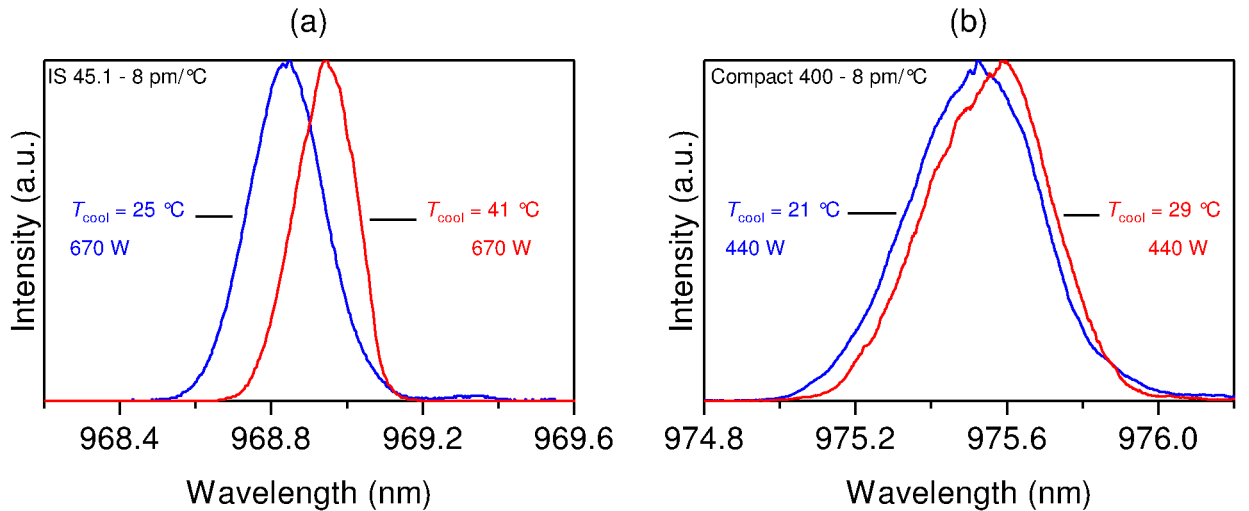 (a)
IS 45.1 - 8 pm/°C
Tcool = 25 °C
670 W
Tcool = 41 °C
670 W
Intensity (a.u.)
968.4 968.8 969.2 969.6
Wavelength (nm)
(b)
Compact 400 - 8 pm/°C
Tcool = 21 °C
440 W
Tcool = 29 °C
440 W
Intensity (a.u.)
974.8 975.2 975.6 976.0
Wavelength (nm)